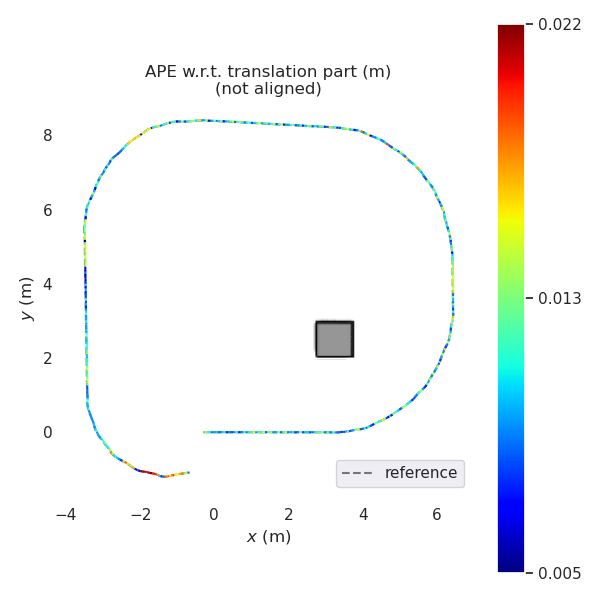 APE w.r.t. translation part (m)
(not aligned)
0.022
0.013
0.005
8
6
4
2
0
y (m)
−4
−2
0
2
4
6
x (m)
reference